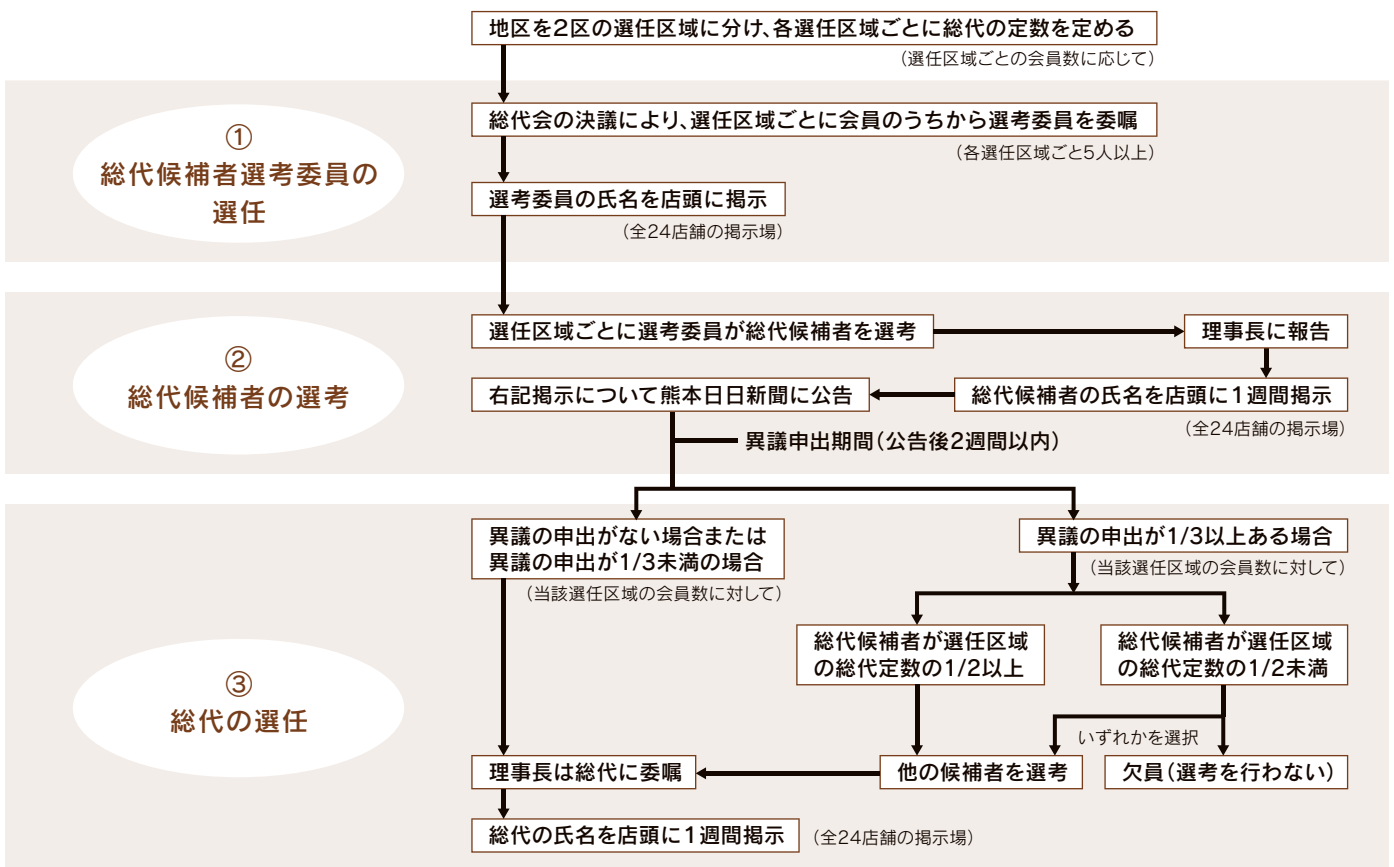 地区を2区の選任区域に分け、各選任区域ごとに総代の定数を定める
（選任区域ごとの会員数に応じて）
①
総代候補者選考委員の
選任
総代会の決議により、選任区域ごとに会員のうちから選考委員を委嘱
（各選任区域ごと5人以上）
選考委員の氏名を店頭に掲示
（全24店舗の掲示場）
②
総代候補者の選考
選任区域ごとに選考委員が総代候補者を選考
理事長に報告
右記掲示について熊本日日新聞に公告
総代候補者の氏名を店頭に1週間掲示
（全24店舗の掲示場）
異議申出期間（公告後2週間以内）
③
総代の選任
異議の申出がない場合または
異議の申出が1/3未満の場合
（当該選任区域の会員数に対して）
異議の申出が1/3以上ある場合
（当該選任区域の会員数に対して）
総代候補者が選任区域
の総代定数の1/2以上
総代候補者が選任区域
の総代定数の1/2未満
いずれかを選択
理事長は総代に委嘱
他の候補者を選考
欠員（選考を行わない）
総代の氏名を店頭に1週間掲示
（全24店舗の掲示場）